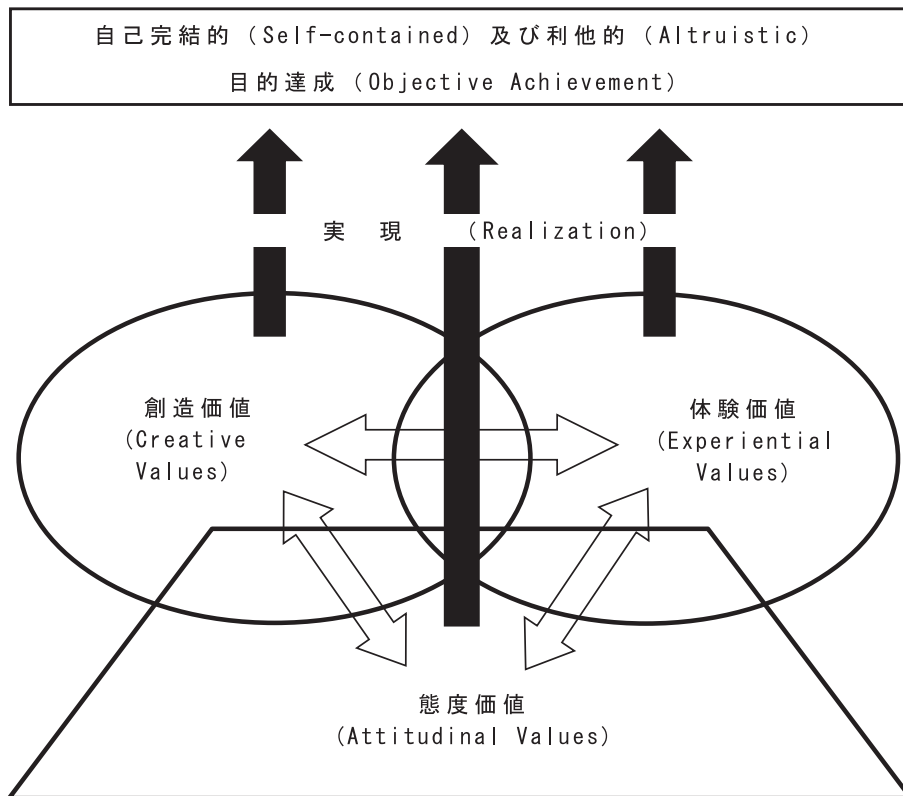 自己完結的（Self-contained）及び利他的（Altruistic）
目的達成（Objective Achievement）
実　現　（Realization）
創造価値
(Creative
Values)
体験価値
(Experiential
Values)
態度価値
(Attitudinal Values)